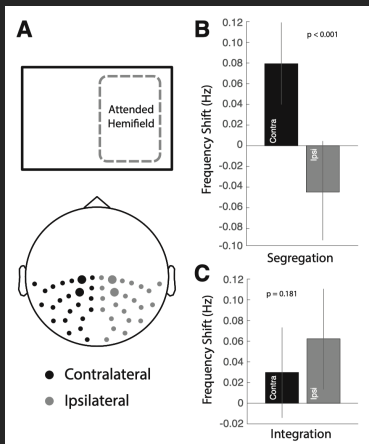 A
Attended
Hemifield
Contralateral
Ipsilateral
B
Frequency Shift (Hz)
0.12
0.10
0.08
0.06
0.04
0.02
0
-0.02
-0.04
-0.06
-0.08
-0.10
p < 0.001
Contra
Ipsi
Segregation
C
Frequency Shift (Hz)
0.12
0.10
0.08
0.06
0.04
0.02
0
-0.02
p = 0.181
Contra
Ipsi
Integration